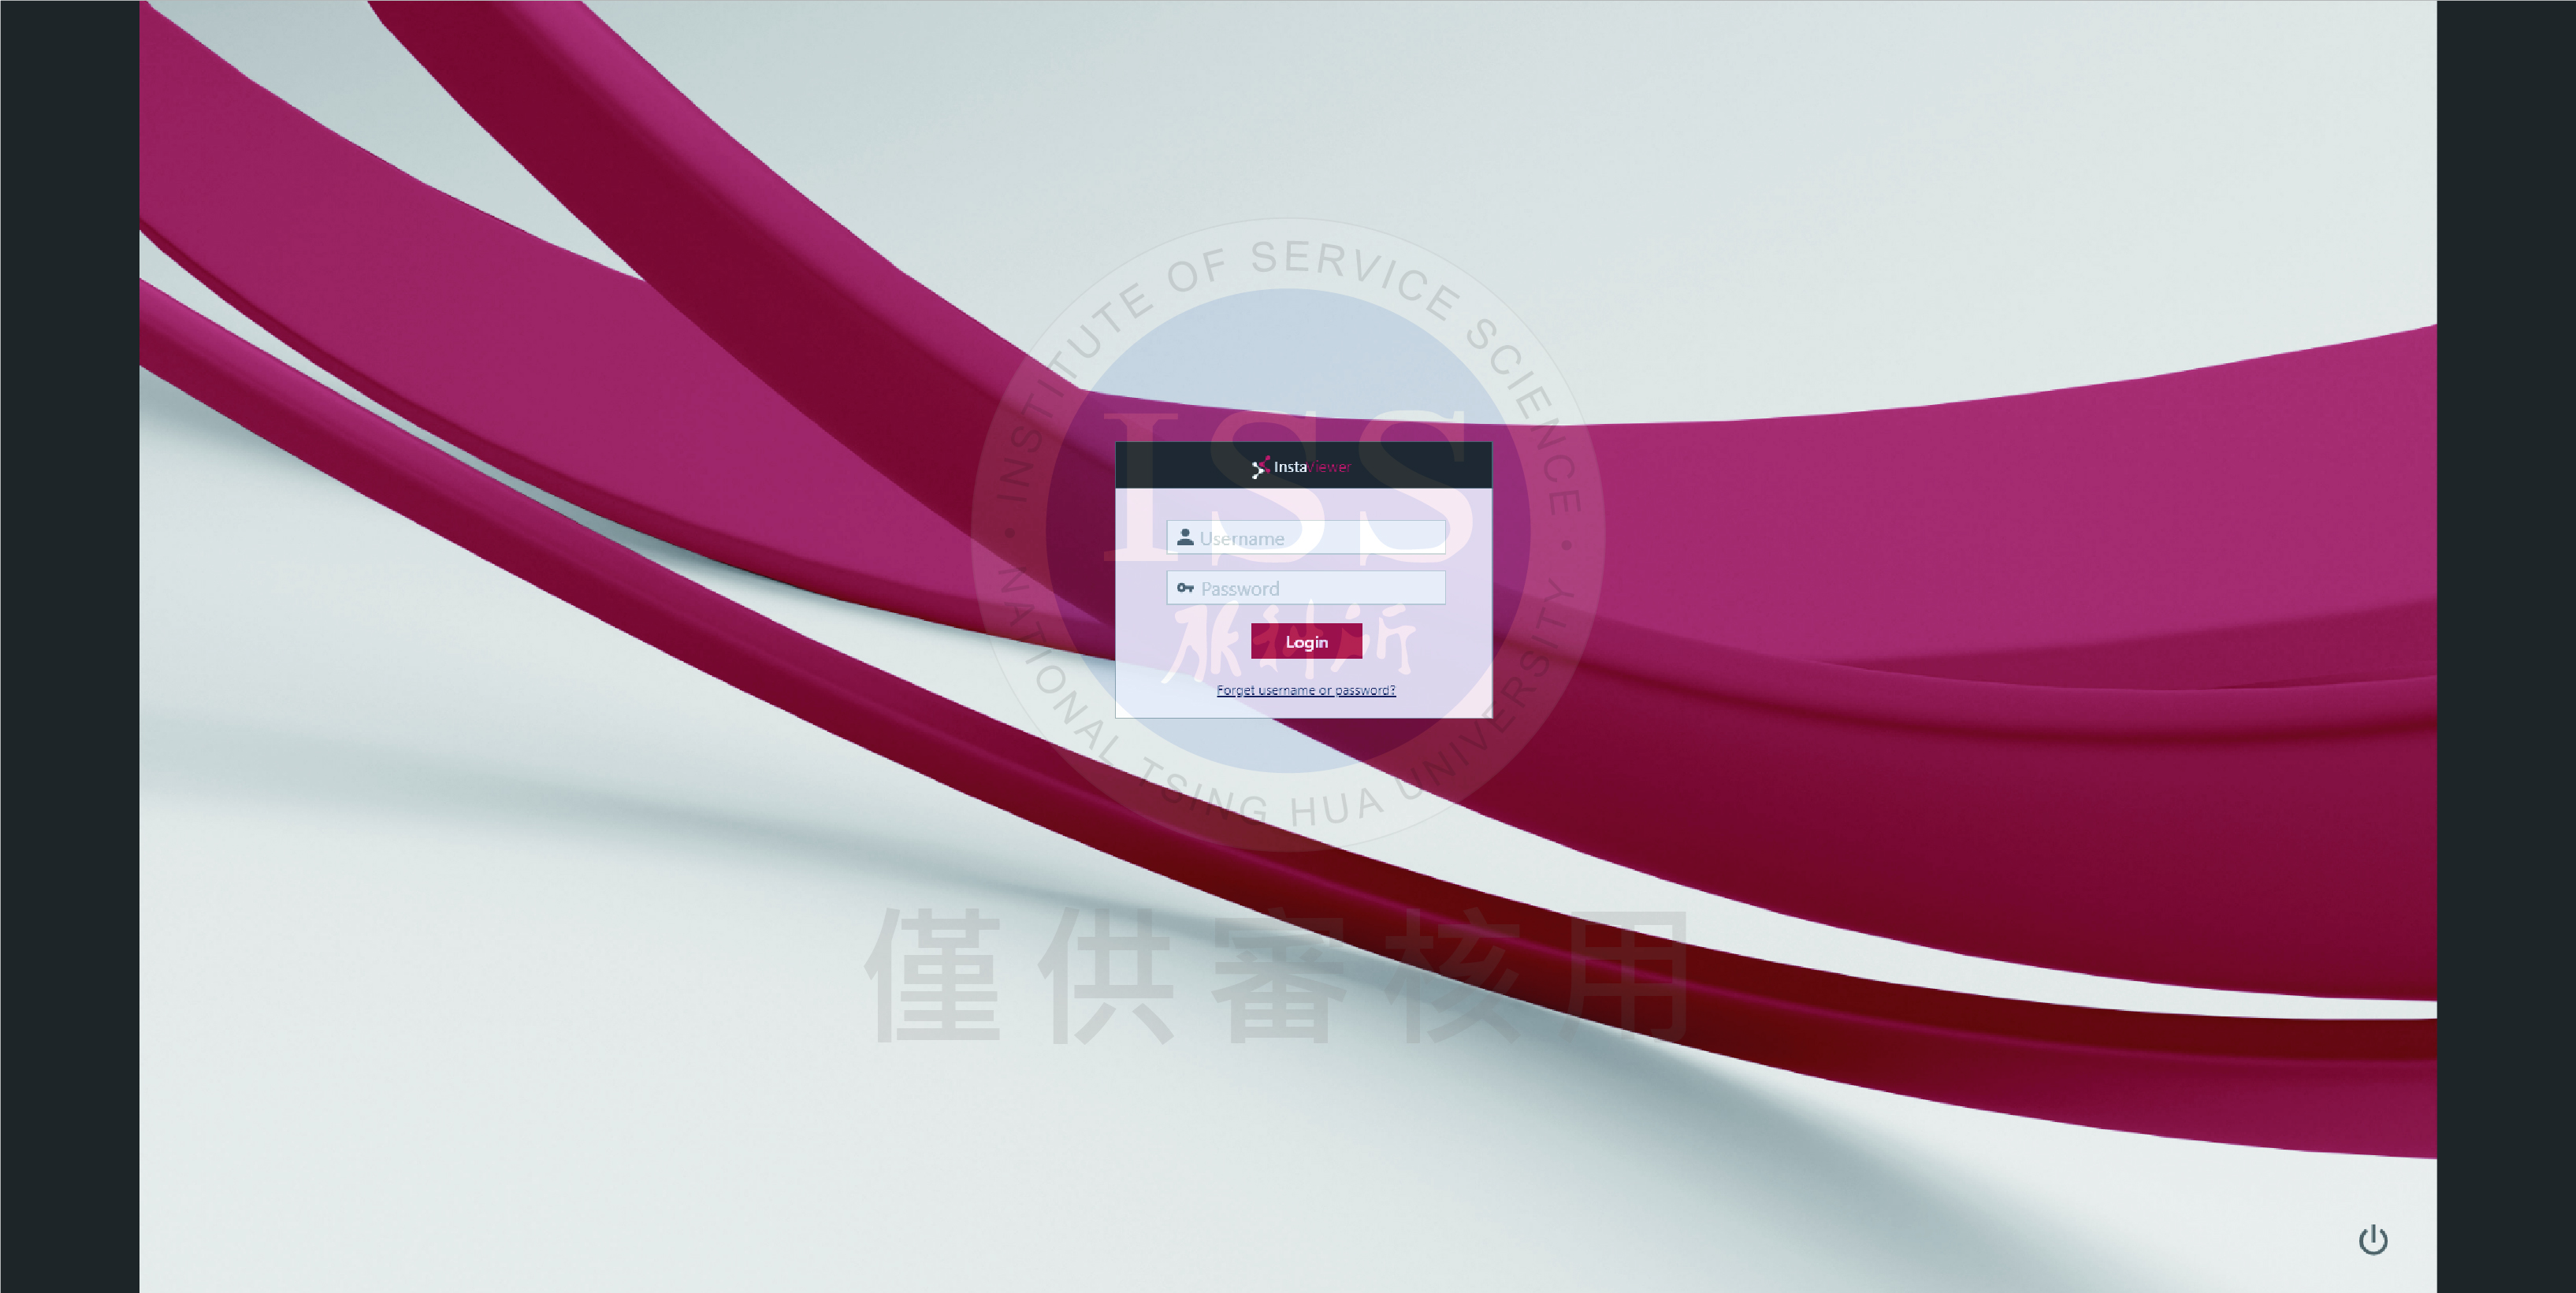 INSTITUTE OF SERVICE SCIENCE
ISS
InstaViewer
Username
Password
服科所
Login
Forget username or password?
• NATIONAL TSING HUA UNIVERSITY •
僅供審核用